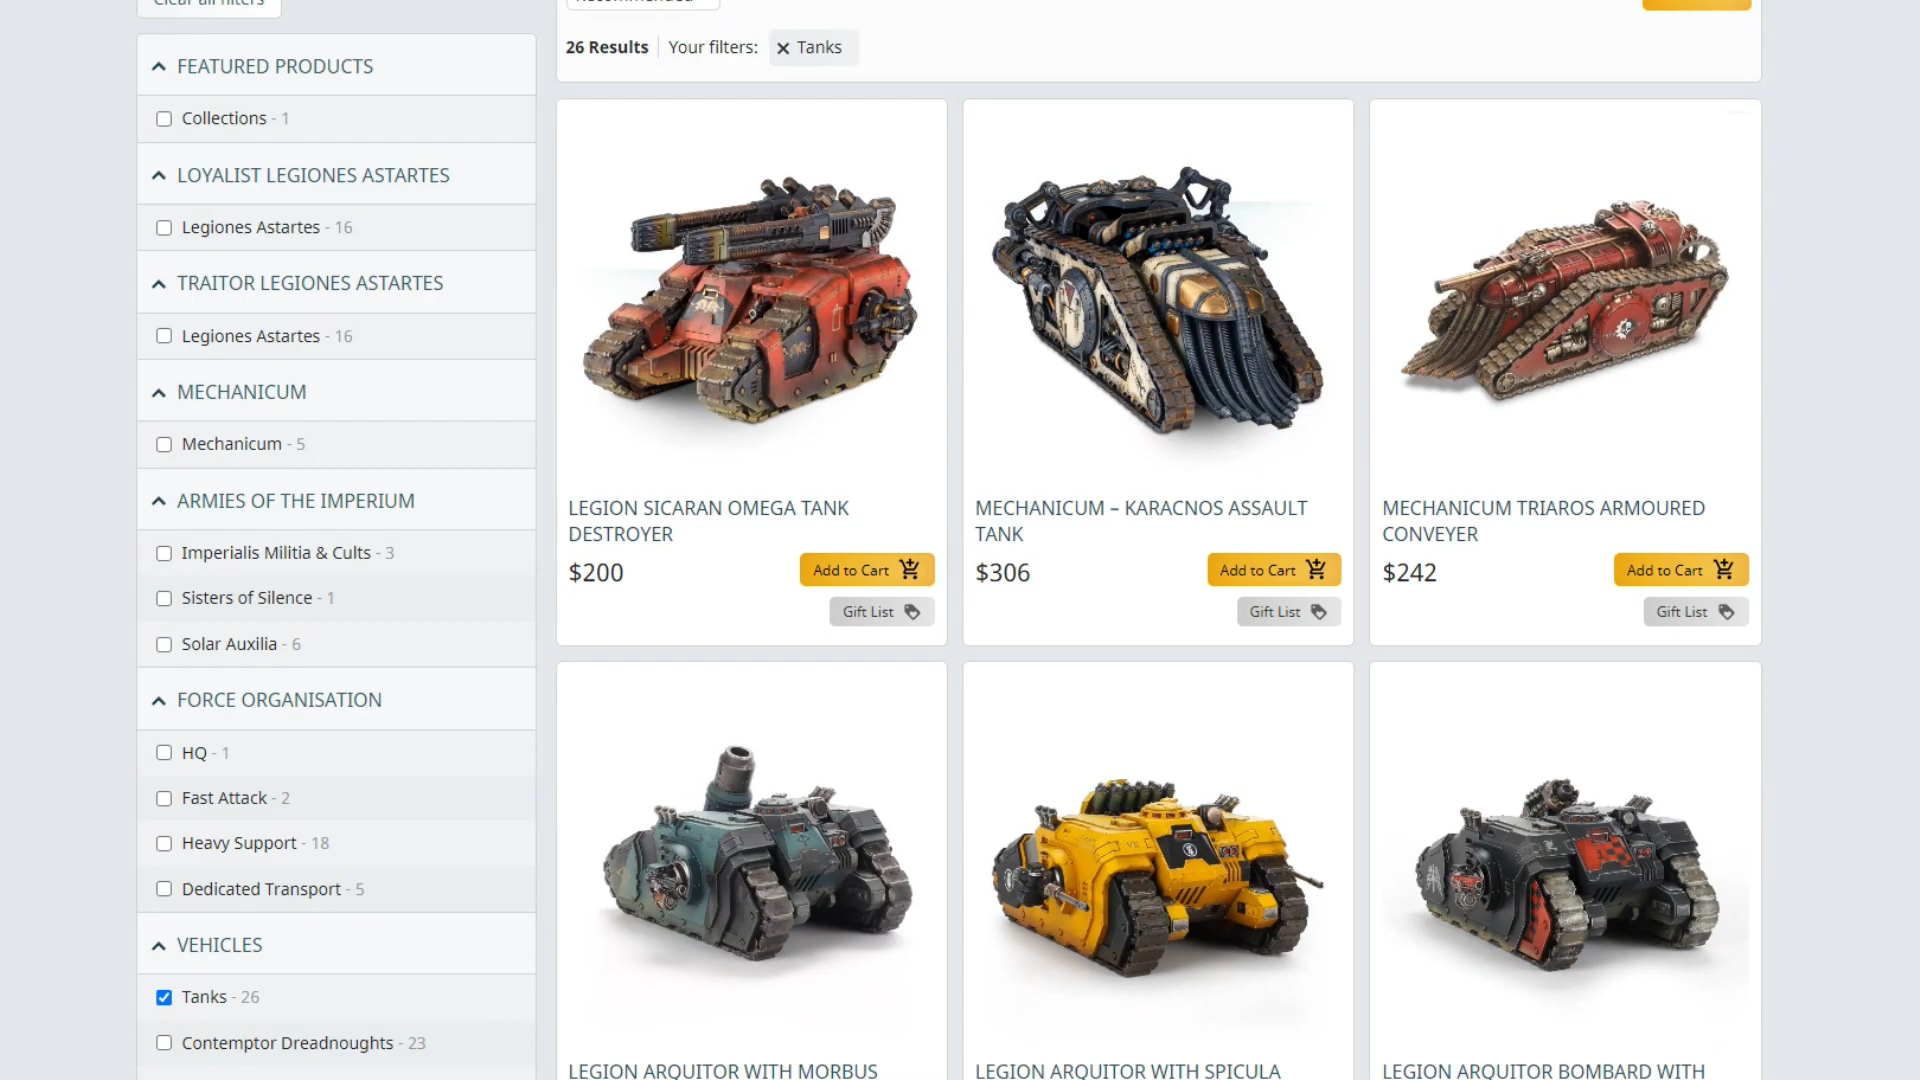 Clear all filters
Recommended
26 Results
Your filters:
Tanks
FEATURED PRODUCTS
Collections - 1
LOYALIST LEGIONES ASTARTES
Legiones Astartes - 16
TRAITOR LEGIONES ASTARTES
Legiones Astartes - 16
MECHANICUM
Mechanicum - 5
ARMIES OF THE IMPERIUM
Imperialis Militia & Cults - 3
Sisters of Silence - 1
Solar Auxilia - 6
FORCE ORGANISATION
HQ - 1
Fast Attack - 2
Heavy Support - 18
Dedicated Transport - 5
VEHICLES
Tanks - 26
Contemptor Dreadnoughts - 23
LEGION SICARAN OMEGA TANK
DESTROYER
$200
Add to Cart
Gift List
MECHANICUM – KARACNOS ASSAULT
TANK
$306
Add to Cart
Gift List
MECHANICUM TRIAROS ARMOURED
CONVEYER
$242
Add to Cart
Gift List
LEGION ARQUITOR WITH MORBUS
LEGION ARQUITOR WITH SPICULA
LEGION ARQUITOR BOMBARD WITH